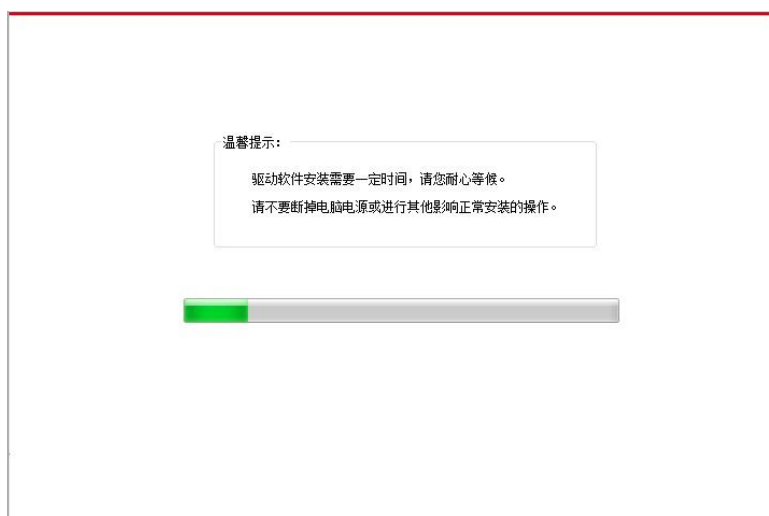 温馨提示：
驱动软件安装需要一定时间，请您耐心等候。
请不要断掉电脑电源或进行其他影响正常安装的操作。